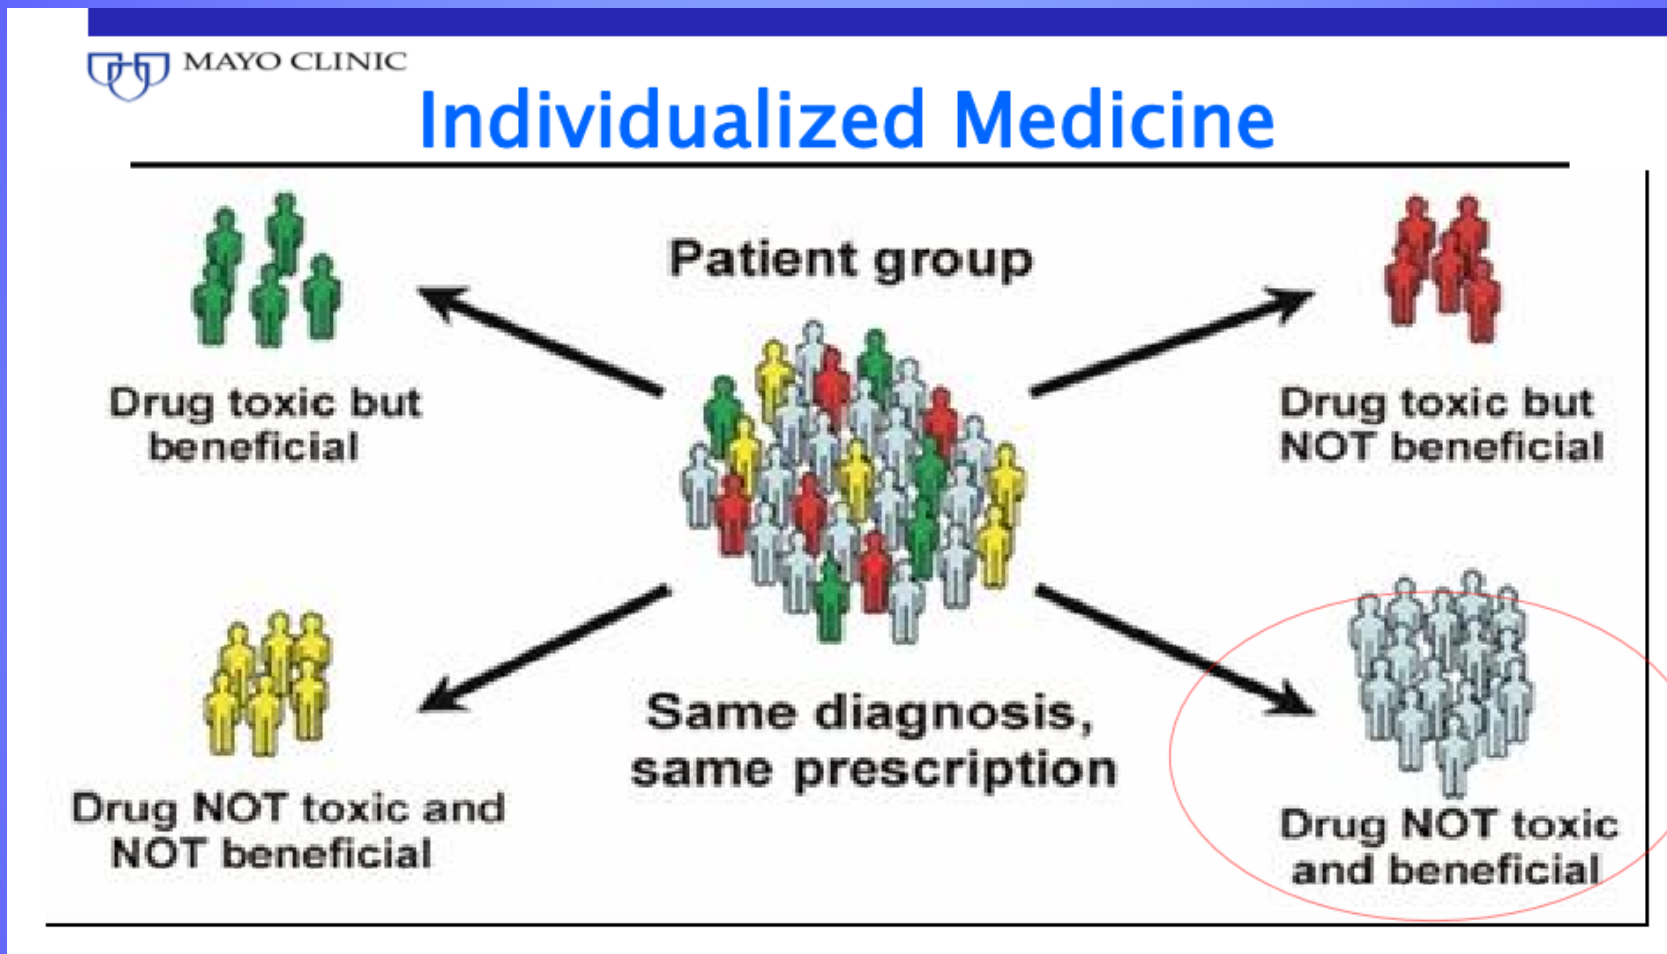 MAYO CLINIC
Individualized Medicine
Patient group
Drug toxic but
beneficial
Drug toxic but
NOT beneficial
Same diagnosis,
same prescription
Drug NOT toxic and
NOT beneficial
Drug NOT toxic
and beneficial